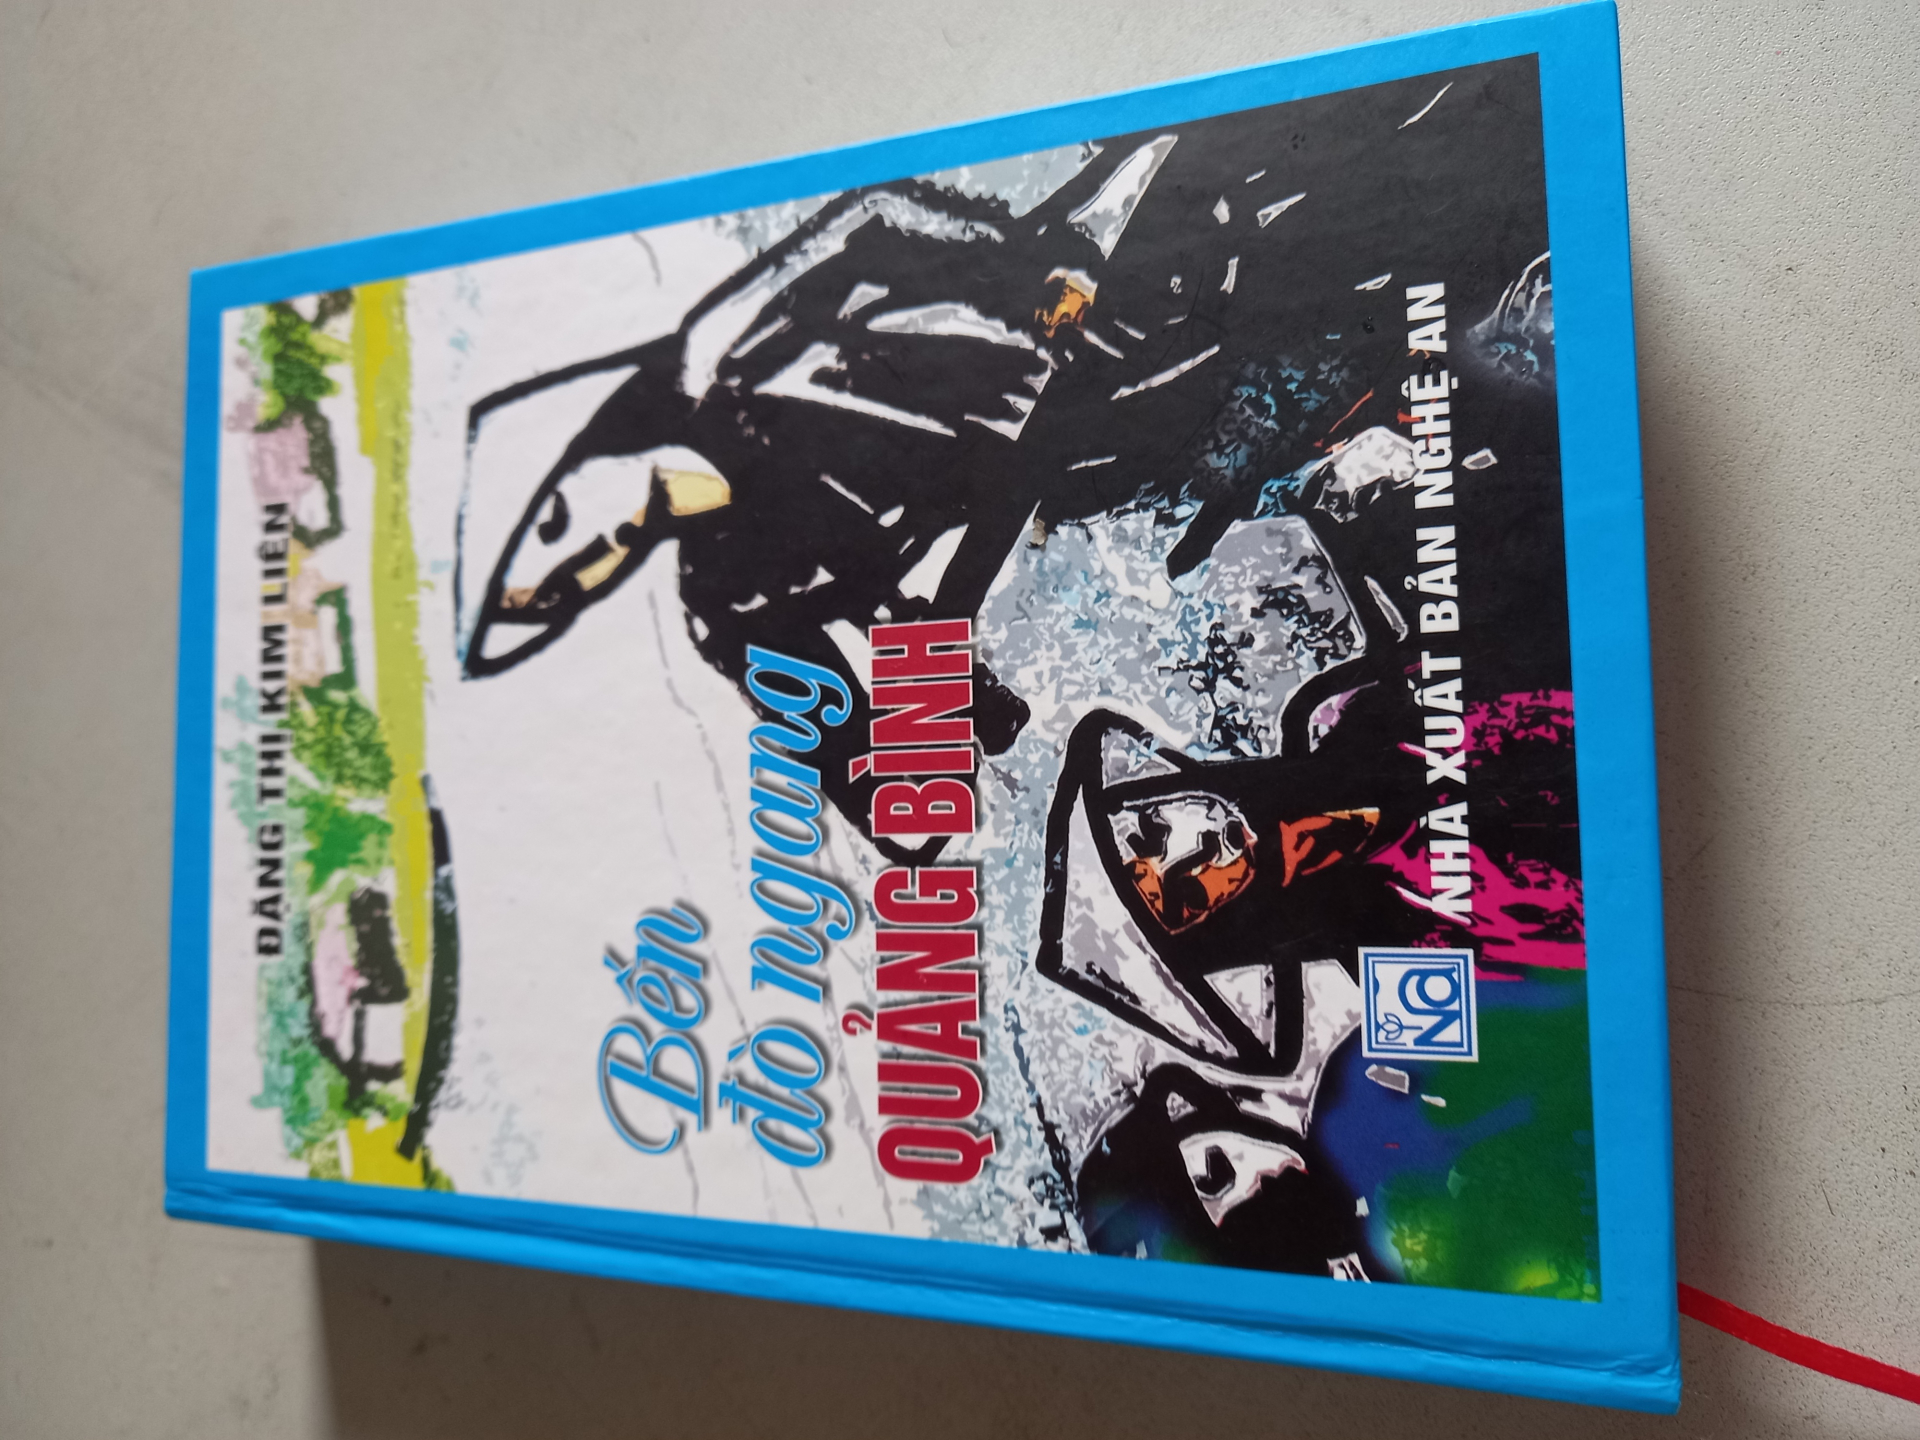 ĐẶNG THỊ KIM LIÊN
Bến
đò ngang
QUẢNG BÌNH
NA
NHÀ XUẤT BẢN NGHỆ AN